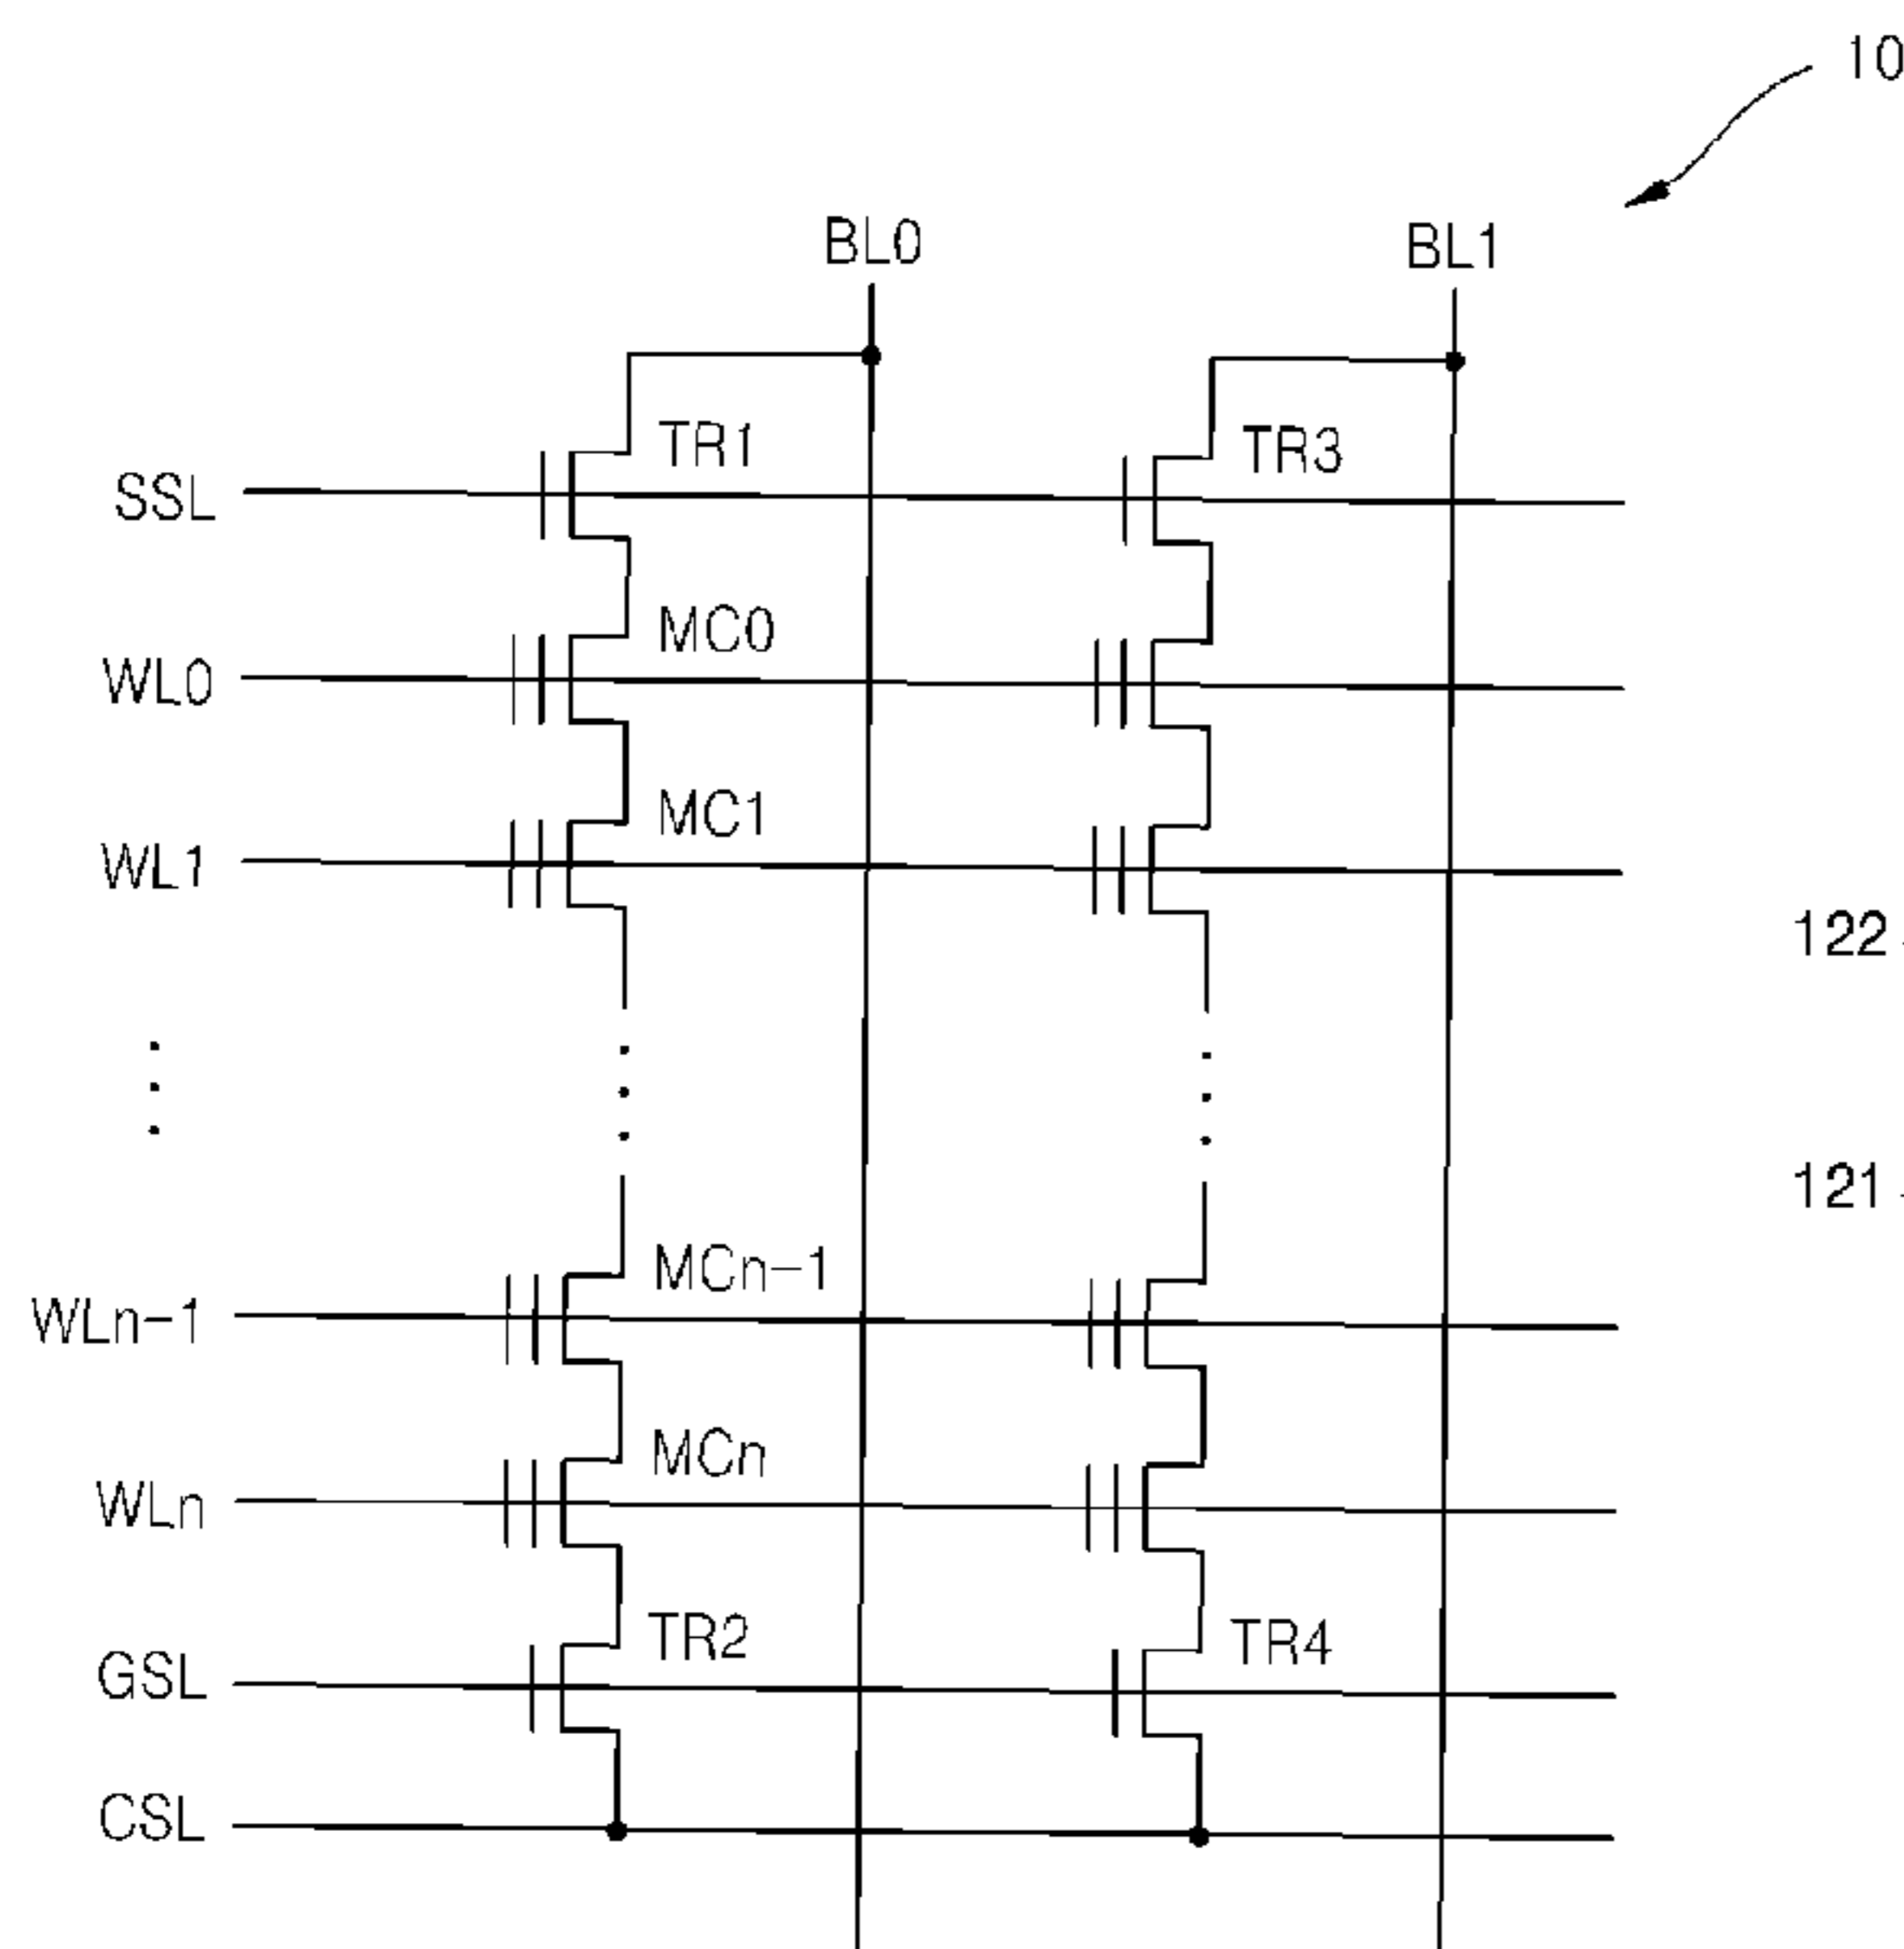 10
BL0
BL1
TR1
TR3
SSL
MC0
WL0
MC1
WL1
122
121
MCn-1
WLn-1
MCn
WLn
TR2
TR4
GSL
CSL